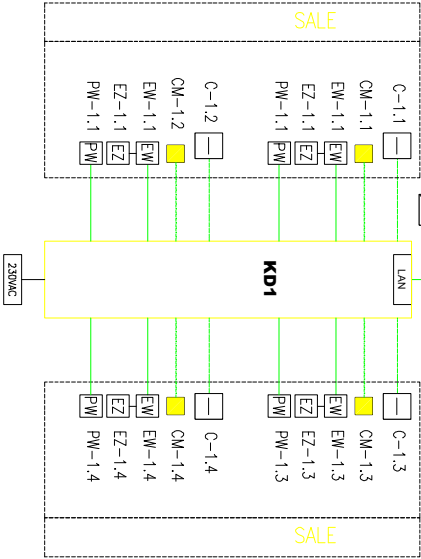 SALE
PW-1.1
EZ-1.1
EW-1.1
CM-1.2
C-1.2
PW-1.1
EZ-1.1
EW-1.1
CM-1.1
C-1.1
PW
EZ
EW
PW
EZ
EW
230VAC
KD1
LAN
PW
EZ
EW
PW
EZ
EW
PW-1.4
EZ-1.4
EW-1.4
CM-1.4
C-1.4
PW-1.3
EZ-1.3
EW-1.3
CM-1.3
C-1.3
SALE